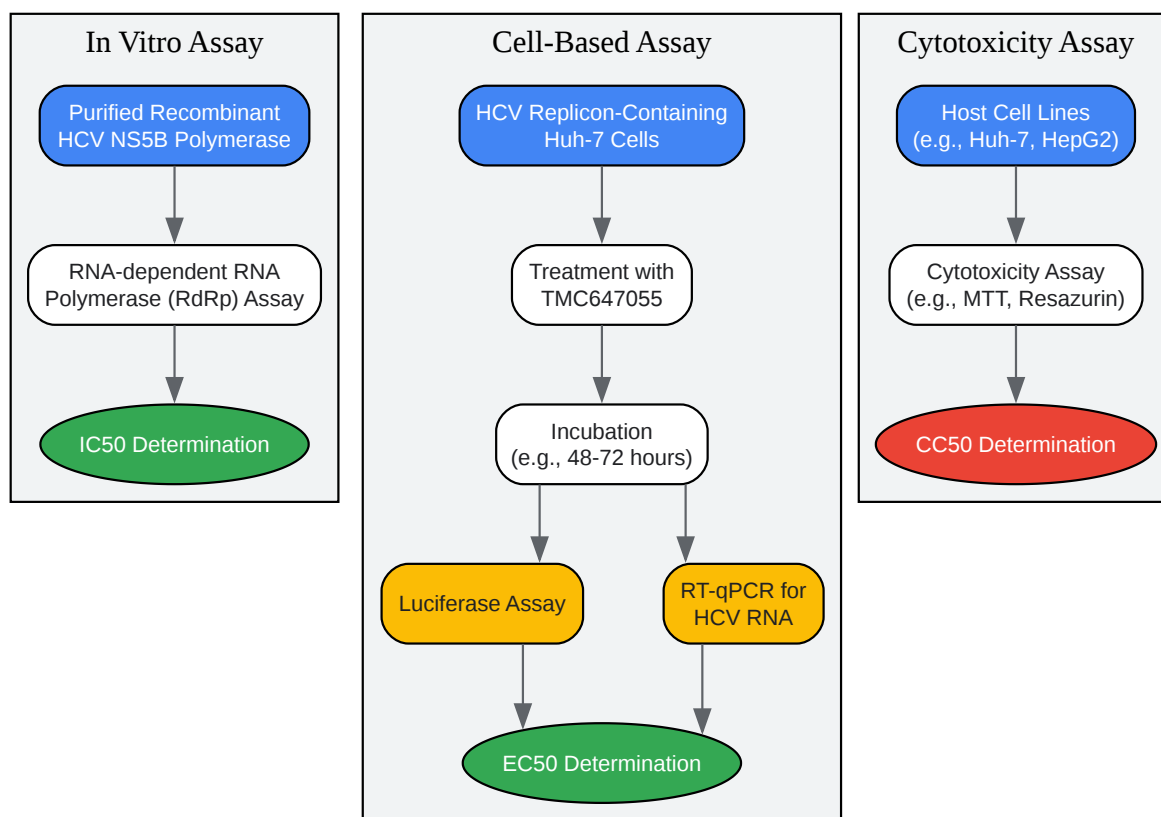 In Vitro Assay
Purified Recombinant
HCV NS5B Polymerase
RNA-dependent RNA
Polymerase (RdRp) Assay
IC50 Determination
Cell-Based Assay
HCV Replicon-Containing
Huh-7 Cells
Treatment with
TMC647055
Incubation
(e.g., 48-72 hours)
Luciferase Assay
RT-qPCR for
HCV RNA
EC50 Determination
Cytotoxicity Assay
Host Cell Lines
(e.g., Huh-7, HepG2)
Cytotoxicity Assay
(e.g., MTT, Resazurin)
CC50 Determination